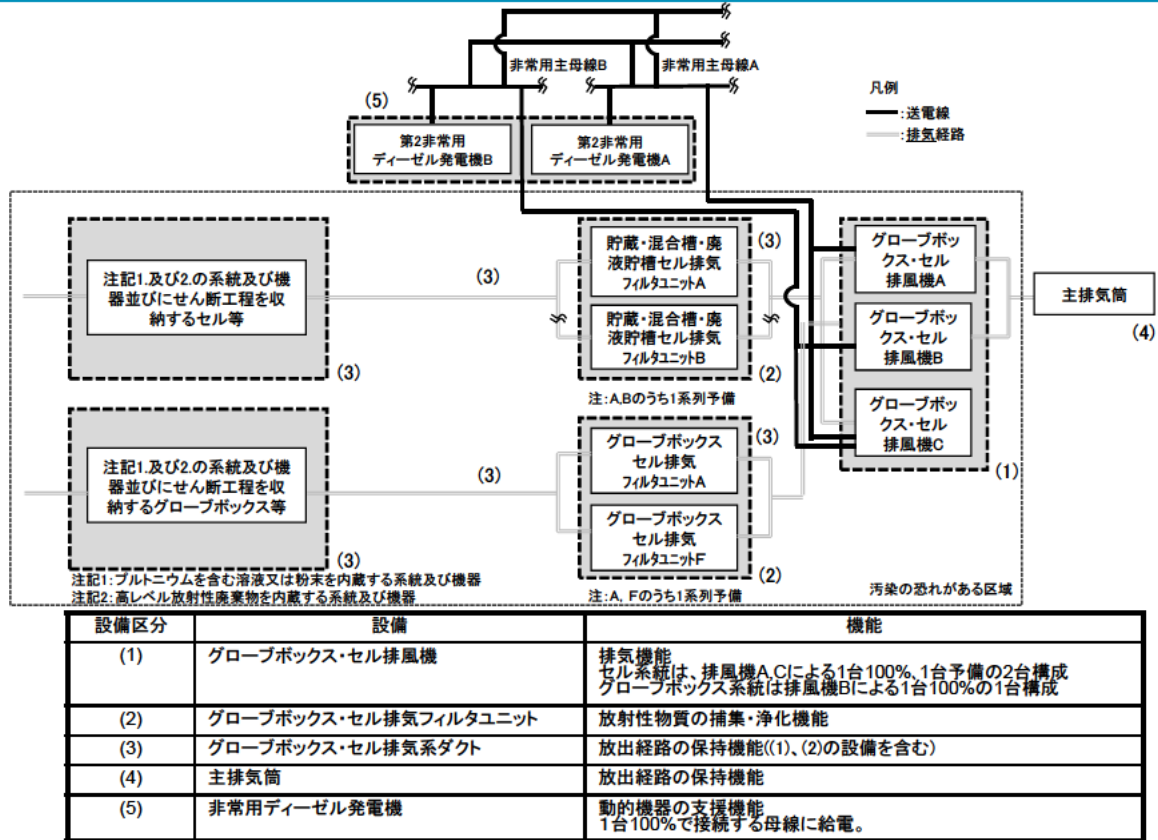 非常用主母線B
非常用主母線A
凡例
:送電線
:排気経路
(5)
第2非常用
ディーゼル発電機B
第2非常用
ディーゼル発電機A
注記1.及び2.の系統及び機
器並びにせん断工程を収
納するセル等
(3)
(3)
貯蔵・混合槽・廃
液貯槽セル排気
フィルタユニットA
(3)
貯蔵・混合槽・廃
液貯槽セル排気
フィルタユニットB
(2)
注:A,Bのうち1系列予備
グローブボッ
クス・セル
排風機A
グローブボッ
クス・セル
排風機B
グローブボッ
クス・セル
排風機C
(1)
主排気筒
(4)
注記1.及び2.の系統及び機
器並びにせん断工程を収
納するグローブボックス等
(3)
(3)
グローブボックス
セル排気
フィルタユニットA
(3)
グローブボックス
セル排気
フィルタユニットF
(2)
注:A, Fのうち1系列予備
注記1:プルトニウムを含む溶液又は粉末を内蔵する系統及び機器
注記2:高レベル放射性廃棄物を内蔵する系統及び機器
汚染の恐れがある区域
設備区分 設備 機能
(1) グローブボックス・セル排風機 排気機能
セル系統は、排風機A,Cによる1台100%、1台予備の2台構成
グローブボックス系統は排風機Bによる1台100%の1台構成
(2) グローブボックス・セル排気フィルタユニット 放射性物質の捕集・浄化機能
(3) グローブボックス・セル排気系ダクト 放出経路の保持機能((1)、(2)の設備を含む)
(4) 主排気筒 放出経路の保持機能
(5) 非常用ディーゼル発電機 動的機器の支援機能
1台100%で接続する母線に給電。